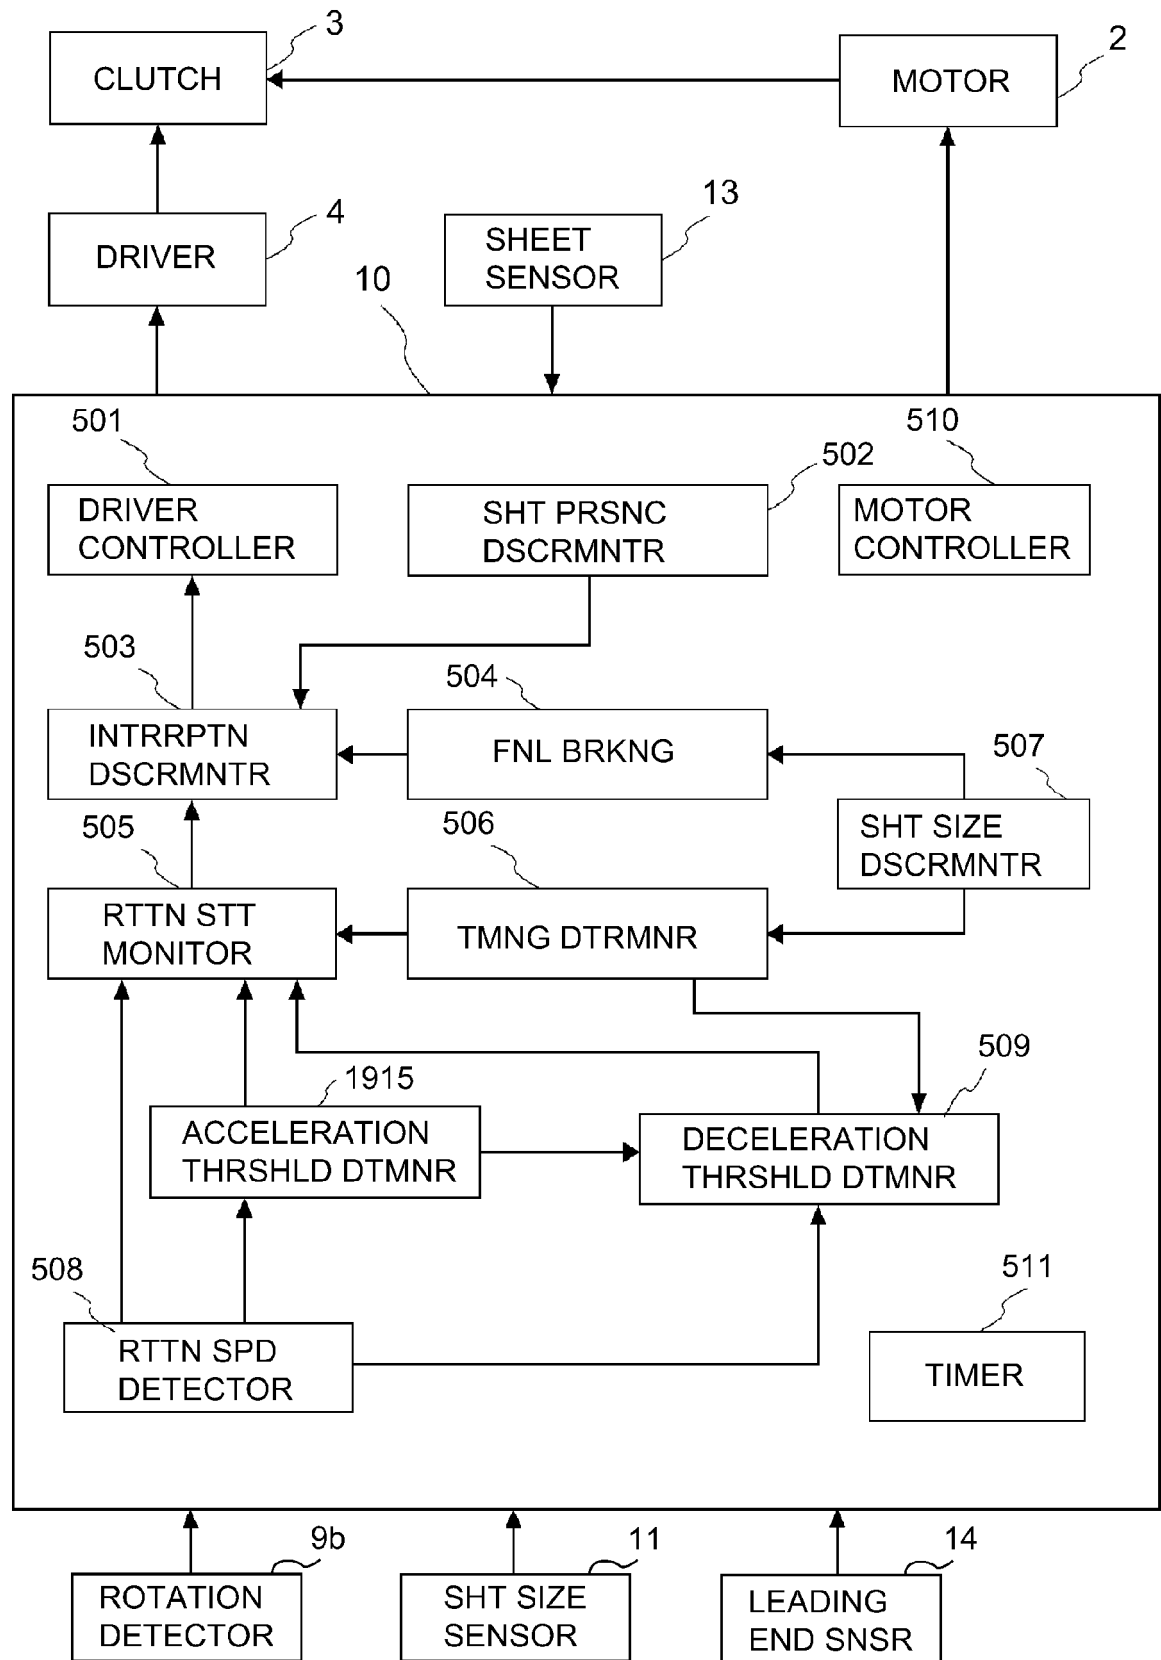 3
CLUTCH
2
MOTOR
4
DRIVER
13
SHEET
SENSOR
10
501
DRIVER
CONTROLLER
502
SHT PRSNC
DSCRMNTR
510
MOTOR
CONTROLLER
503
INTRRPTN
DSCRMNTR
504
FNL BRKNG
507
SHT SIZE
DSCRMNTR
505
RTTN STT
MONITOR
506
TMNG DTRMNR
1915
ACCELERATION
THRSHLD DTMNR
509
DECELERATION
THRSHLD DTMNR
508
RTTN SPD
DETECTOR
511
TIMER
9b
ROTATION
DETECTOR
11
SHT SIZE
SENSOR
14
LEADING
END SNSR